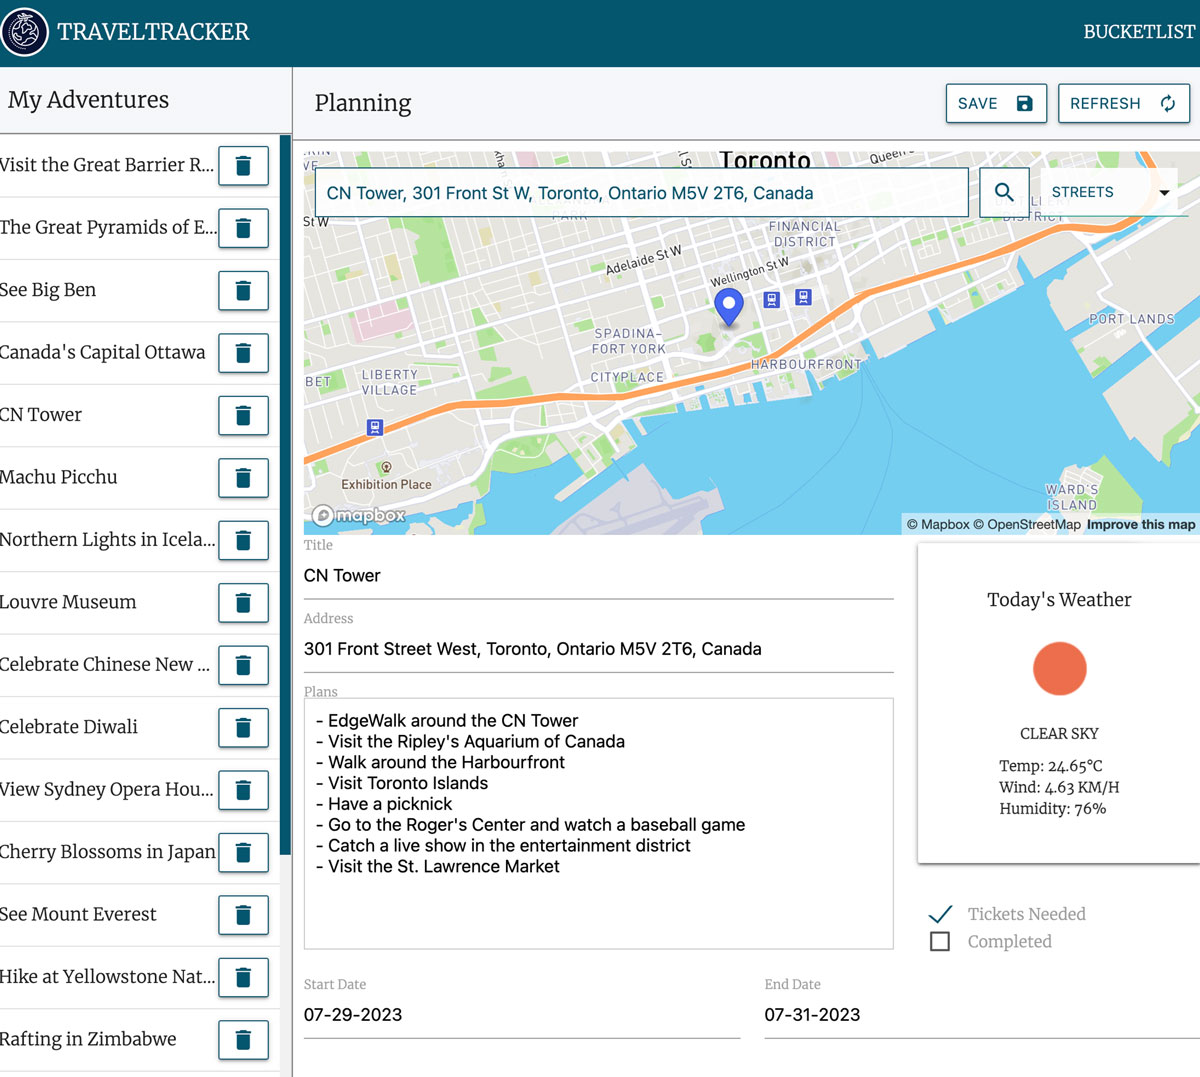 TRAVELTRACKER
BUCKETLIST
My Adventures
Visit the Great Barrier R...
The Great Pyramids of E...
See Big Ben
Canada's Capital Ottawa
CN Tower
Machu Picchu
Northern Lights in Icela...
Louvre Museum
Celebrate Chinese New ...
Celebrate Diwali
View Sydney Opera Hou...
Cherry Blossoms in Japan
See Mount Everest
Hike at Yellowstone Nat...
Rafting in Zimbabwe
Planning
SAVE
REFRESH
Toronto
Queen
CN Tower, 301 Front St W, Toronto, Ontario M5V 2T6, Canada
STREETS
PARK
DISTRICT
St W
FINANCIAL
DISTRICT
Adelaide St W
Wellington St W
SPADINA-
FORT YORK
CITYPLACE
PORT LANDS
HARBOURFRONT
LIBERTY
VILLAGE
Exhibition Place
WARD'S
ISLAND
mapbox
© Mapbox © OpenStreetMap Improve this map
Title
CN Tower
Address
301 Front Street West, Toronto, Ontario M5V 2T6, Canada
Plans
- EdgeWalk around the CN Tower
- Visit the Ripley's Aquarium of Canada
- Walk around the Harbourfront
- Visit Toronto Islands
- Have a picknick
- Go to the Roger's Center and watch a baseball game
- Catch a live show in the entertainment district
- Visit the St. Lawrence Market
Today's Weather
CLEAR SKY
Temp: 24.65°C
Wind: 4.63 KM/H
Humidity: 76%
Tickets Needed
Completed
Start Date
07-29-2023
End Date
07-31-2023